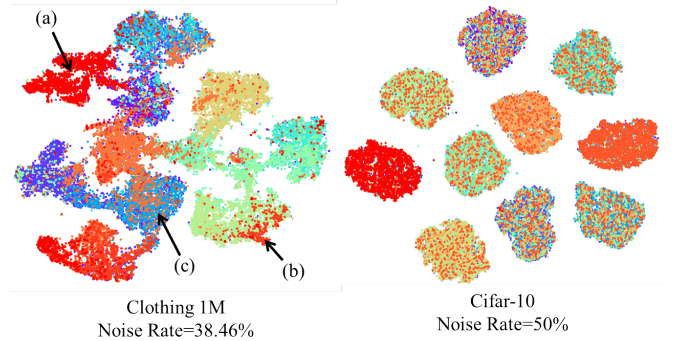 (a)
(c)
(b)
Clothing 1M
Noise Rate=38.46%
Cifar-10
Noise Rate=50%